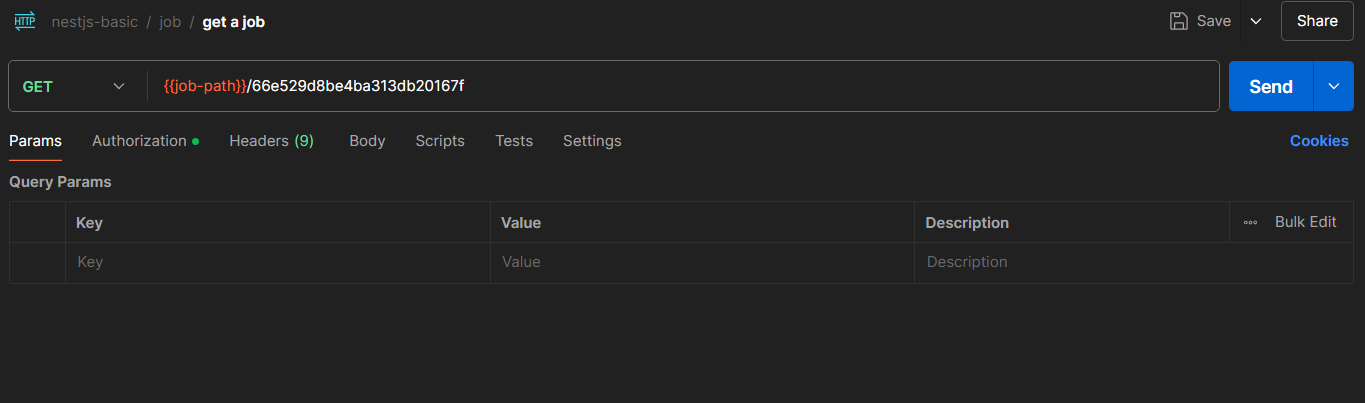 HTTP nestjs-basic / job / get a job Save Share
GET {{job-path}}/66e529d8be4ba313db20167f Send
Params Authorization Headers (9) Body Scripts Tests Settings Cookies
Query Params
Key Value Description Bulk Edit
Key Value Description